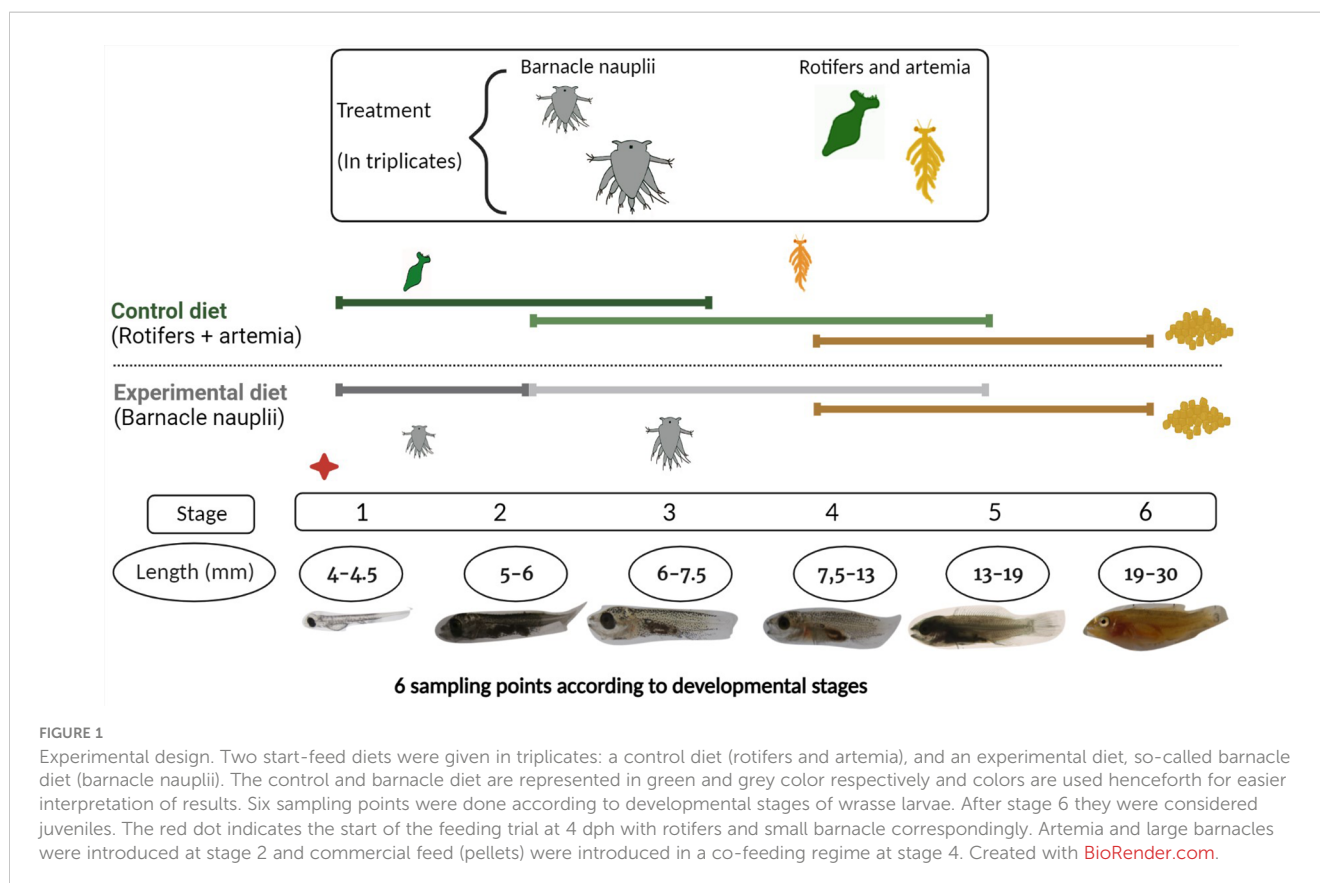 Barnacle nauplii
Rotifers and artemia
Treatment
(In triplicates)
Control diet
(Rotifers + artemia)
Experimental diet
(Barnacle nauplii)
Stage 1 2 3 4 5 6
Length (mm) 4-4.5 5-6 6-7.5 7,5-13 13-19 19-30
6 sampling points according to developmental stages
FIGURE 1
Experimental design. Two start-feed diets were given in triplicates: a control diet (rotifers and artemia), and an experimental diet, so-called barnacle
diet (barnacle nauplii). The control and barnacle diet are represented in green and grey color respectively and colors are used henceforth for easier
interpretation of results. Six sampling points were done according to developmental stages of wrasse larvae. After stage 6 they were considered
juveniles. The red dot indicates the start of the feeding trial at 4 dph with rotifers and small barnacle correspondingly. Artemia and large barnacles
were introduced at stage 2 and commercial feed (pellets) were introduced in a co-feeding regime at stage 4. Created with BioRender.com.